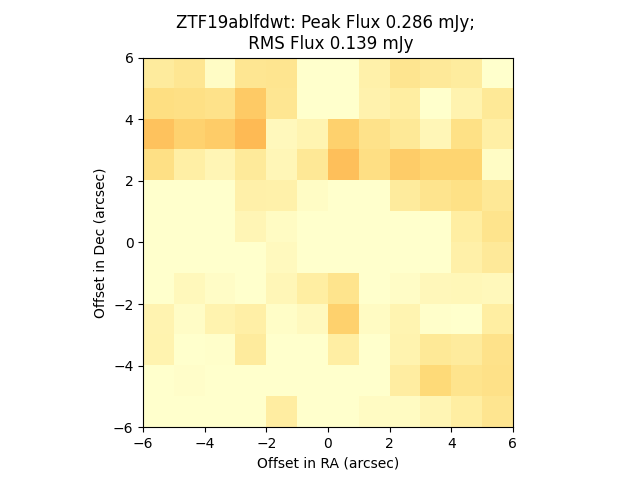 ZTF19ablfdwt: Peak Flux 0.286 mJy;
RMS Flux 0.139 mJy
6
4
2
0
−2
−4
−6
Offset in Dec (arcsec)
−6 −4 −2 0 2 4 6
Offset in RA (arcsec)